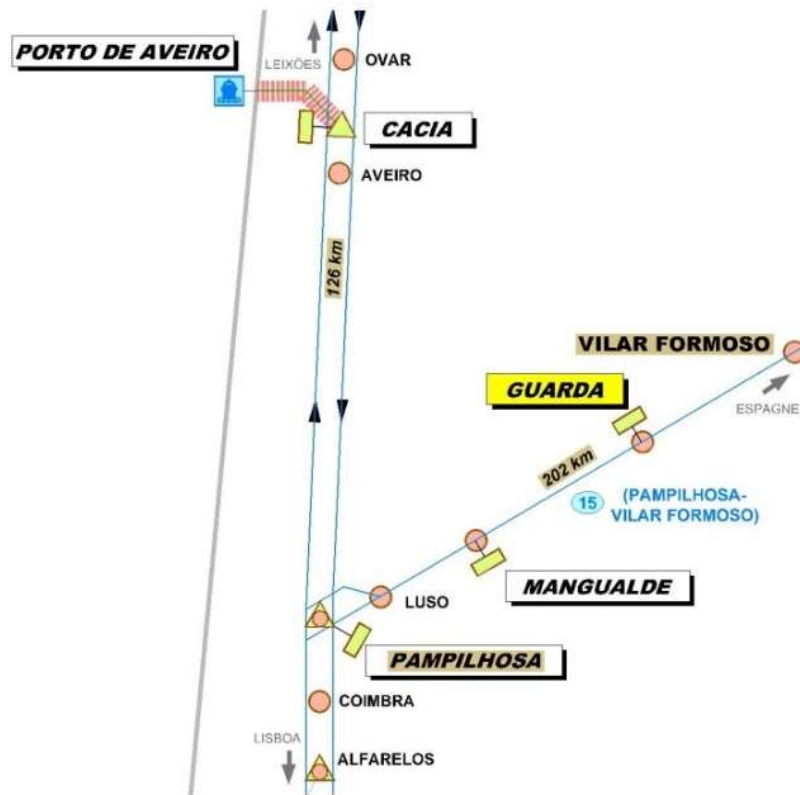 OVAR
PORTO DE AVEIRO
LEIXÕES
CACIA
AVEIRO
126 km
VILAR FORMOSO
GUARDA
ESPAGNE
202 km
15 (PAMPILHOSA-
VILAR FORMOSO)
MANGUALDE
LUSO
PAMPILHOSA
COIMBRA
LISBOA
ALFARELOS